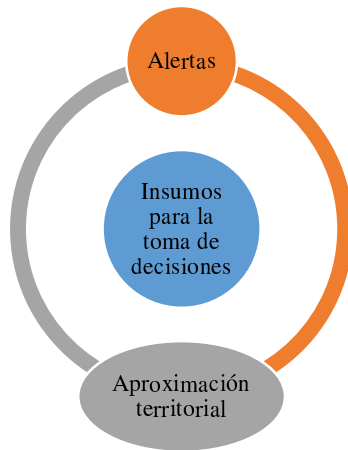 Alertas
Insumos
para la
toma de
decisiones
Aproximación
territorial